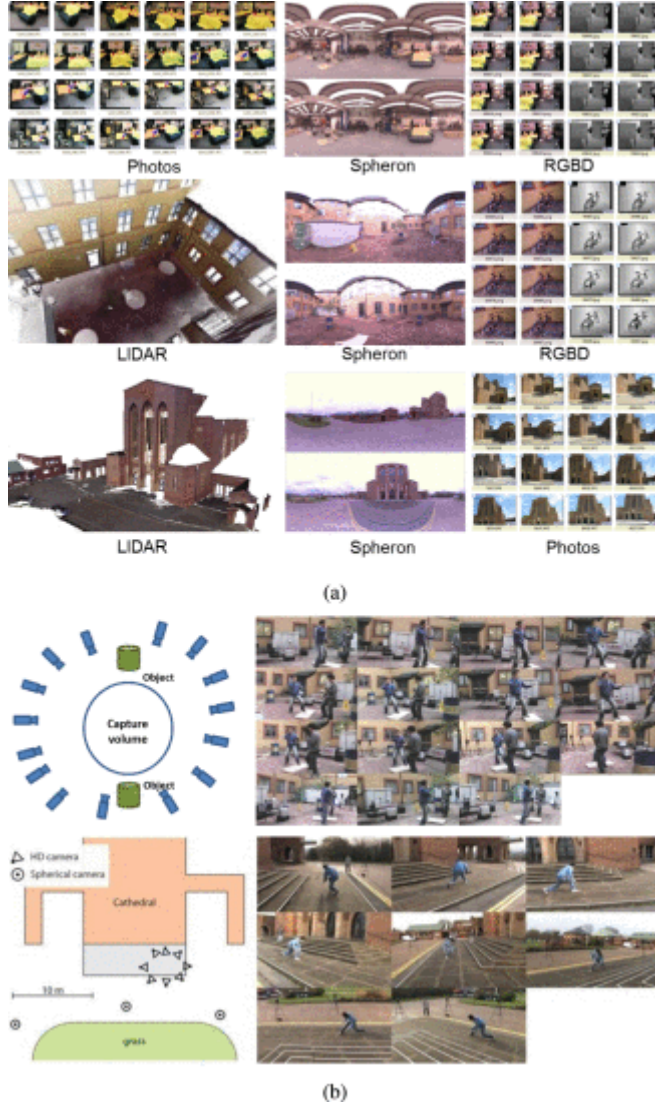 Photos Spheron RGBD
LIDAR Spheron RGBD
LIDAR Spheron Photos
(a)
Object
Capture
volume
Object
HD camera
Spherical camera
Cathedral
10 m
grass
(b)